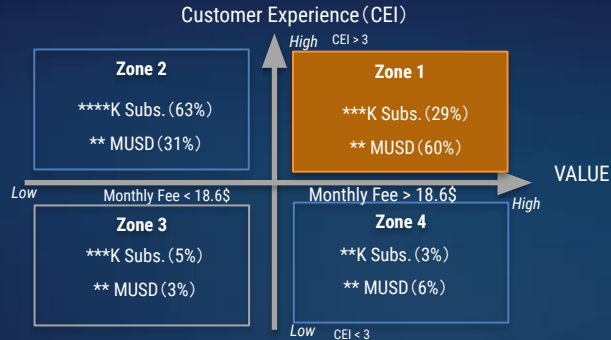 Customer Experience（CEI）
High CEI > 3
Zone 2
****K Subs.（63%）
** MUSD（31%）
Zone 1
***K Subs.（29%）
** MUSD（60%）
VALUE
Low
Monthly Fee < 18.6$
Monthly Fee > 18.6$
High
Zone 3
***K Subs.（5%）
** MUSD（3%）
Zone 4
**K Subs.（3%）
** MUSD（6%）
Low CEI < 3